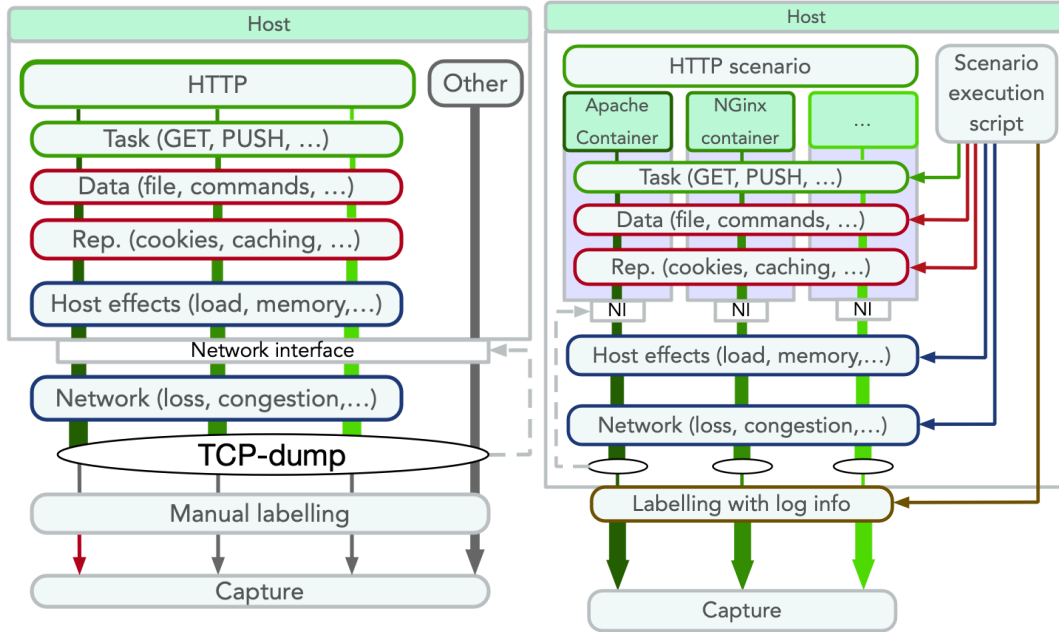 Host
HTTP
Other
Task (GET, PUSH, …)
Data (file, commands, …)
Rep. (cookies, caching, …)
Host effects (load, memory,…)
Network interface
Network (loss, congestion,…)
TCP-dump
Manual labelling
Capture
Host
HTTP scenario
Scenario
execution
script
Apache
Container
NGinx
container
…
Task (GET, PUSH, …)
Data (file, commands, …)
Rep. (cookies, caching, …)
NI
NI
NI
Host effects (load, memory,…)
Network (loss, congestion,…)
Labelling with log info
Capture